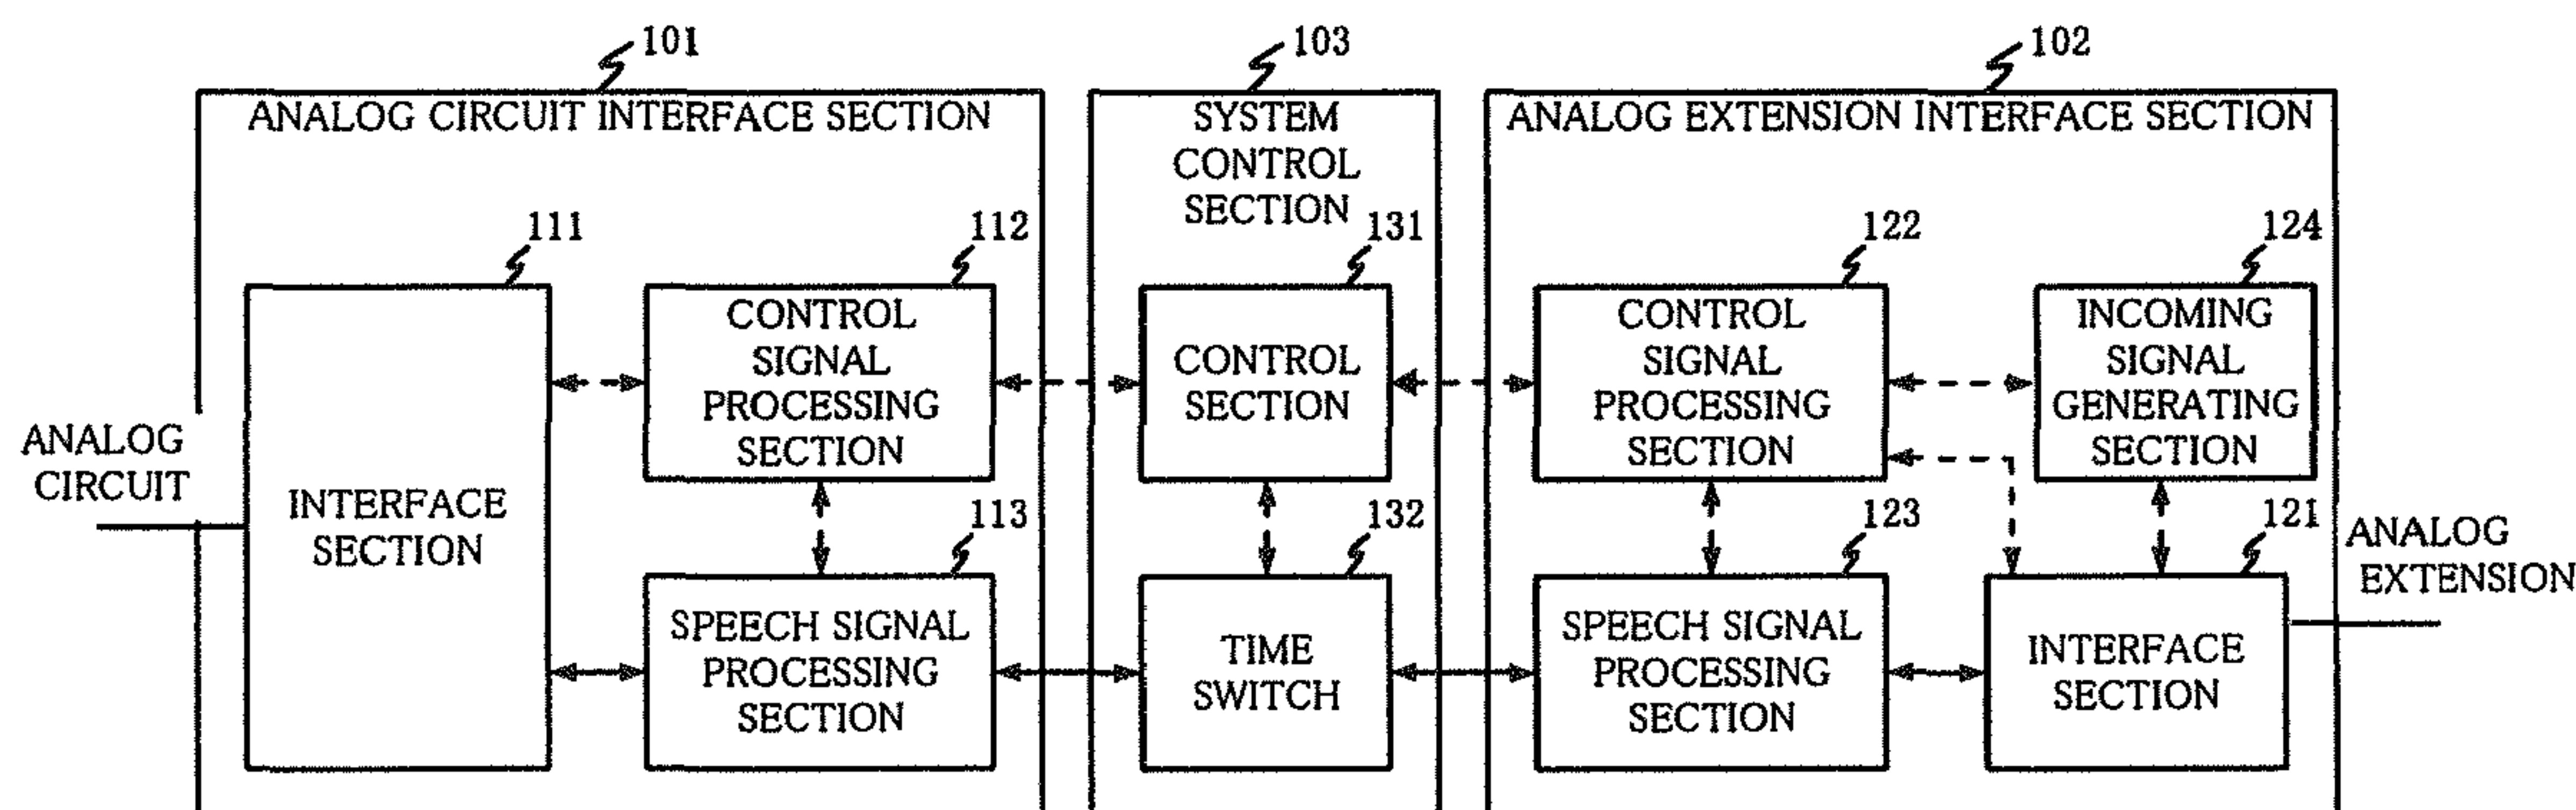 101
103
102
ANALOG CIRCUIT INTERFACE SECTION
SYSTEM
CONTROL
SECTION
ANALOG EXTENSION INTERFACE SECTION
111
112
131
122
124
CONTROL
SIGNAL
PROCESSING
SECTION
CONTROL
SECTION
CONTROL
SIGNAL
PROCESSING
SECTION
INCOMING
SIGNAL
GENERATING
SECTION
ANALOG
CIRCUIT
INTERFACE
SECTION
113
132
123
121
ANALOG
EXTENSION
SPEECH SIGNAL
PROCESSING
SECTION
TIME
SWITCH
SPEECH SIGNAL
PROCESSING
SECTION
INTERFACE
SECTION